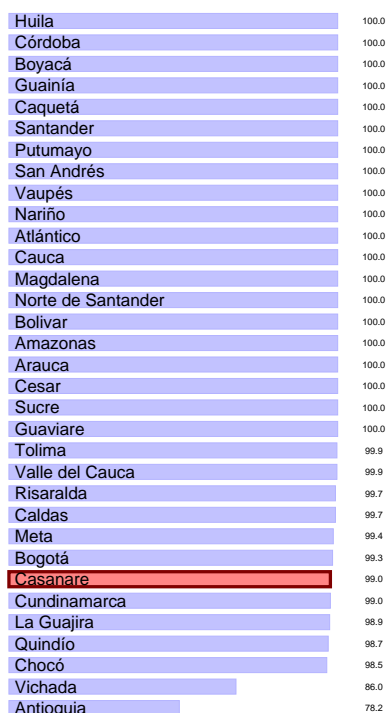 Huila 100.0
Córdoba 100.0
Boyacá 100.0
Guainía 100.0
Caquetá 100.0
Santander 100.0
Putumayo 100.0
San Andrés 100.0
Vaupés 100.0
Nariño 100.0
Atlántico 100.0
Cauca 100.0
Magdalena 100.0
Norte de Santander 100.0
Bolivar 100.0
Amazonas 100.0
Arauca 100.0
Cesar 100.0
Sucre 100.0
Guaviare 100.0
Tolima 99.9
Valle del Cauca 99.9
Risaralda 99.7
Caldas 99.7
Meta 99.4
Bogotá 99.3
Casanare 99.0
Cundinamarca 99.0
La Guajira 98.9
Quindío 98.7
Chocó 98.5
Vichada 86.0
Antioquia 78.2